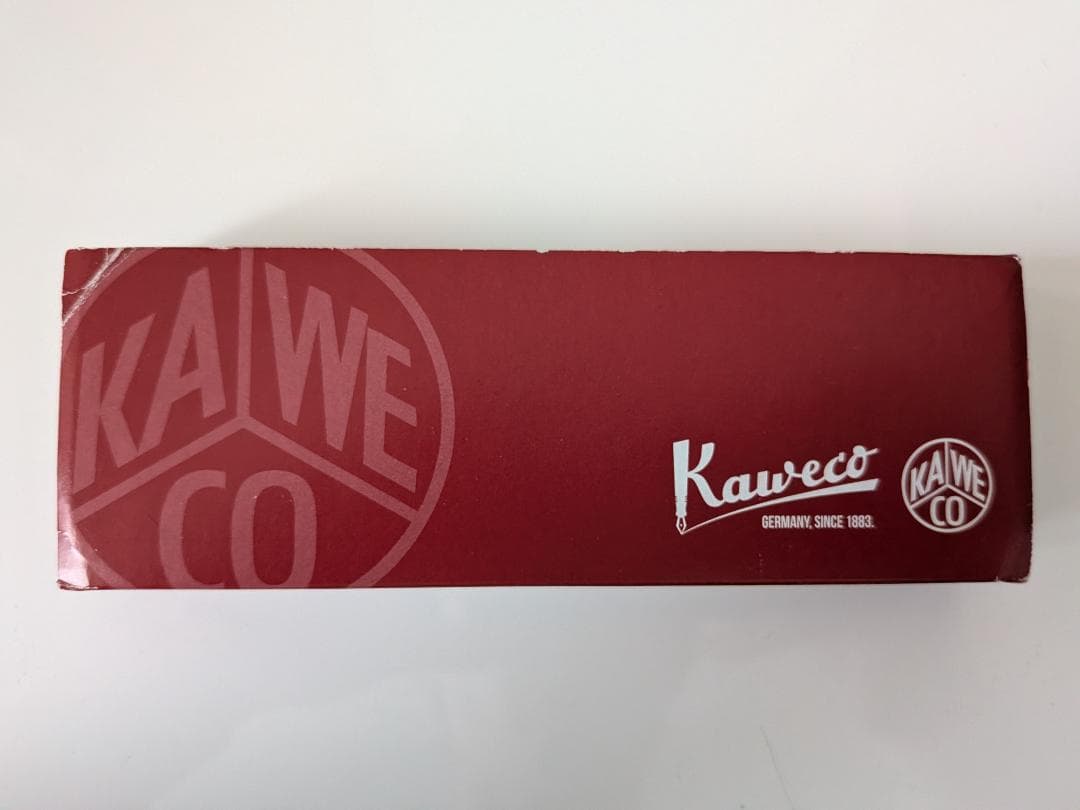 KA WE
CO
Kaweco
GERMANY, SINCE 1883.
KA WE
CO